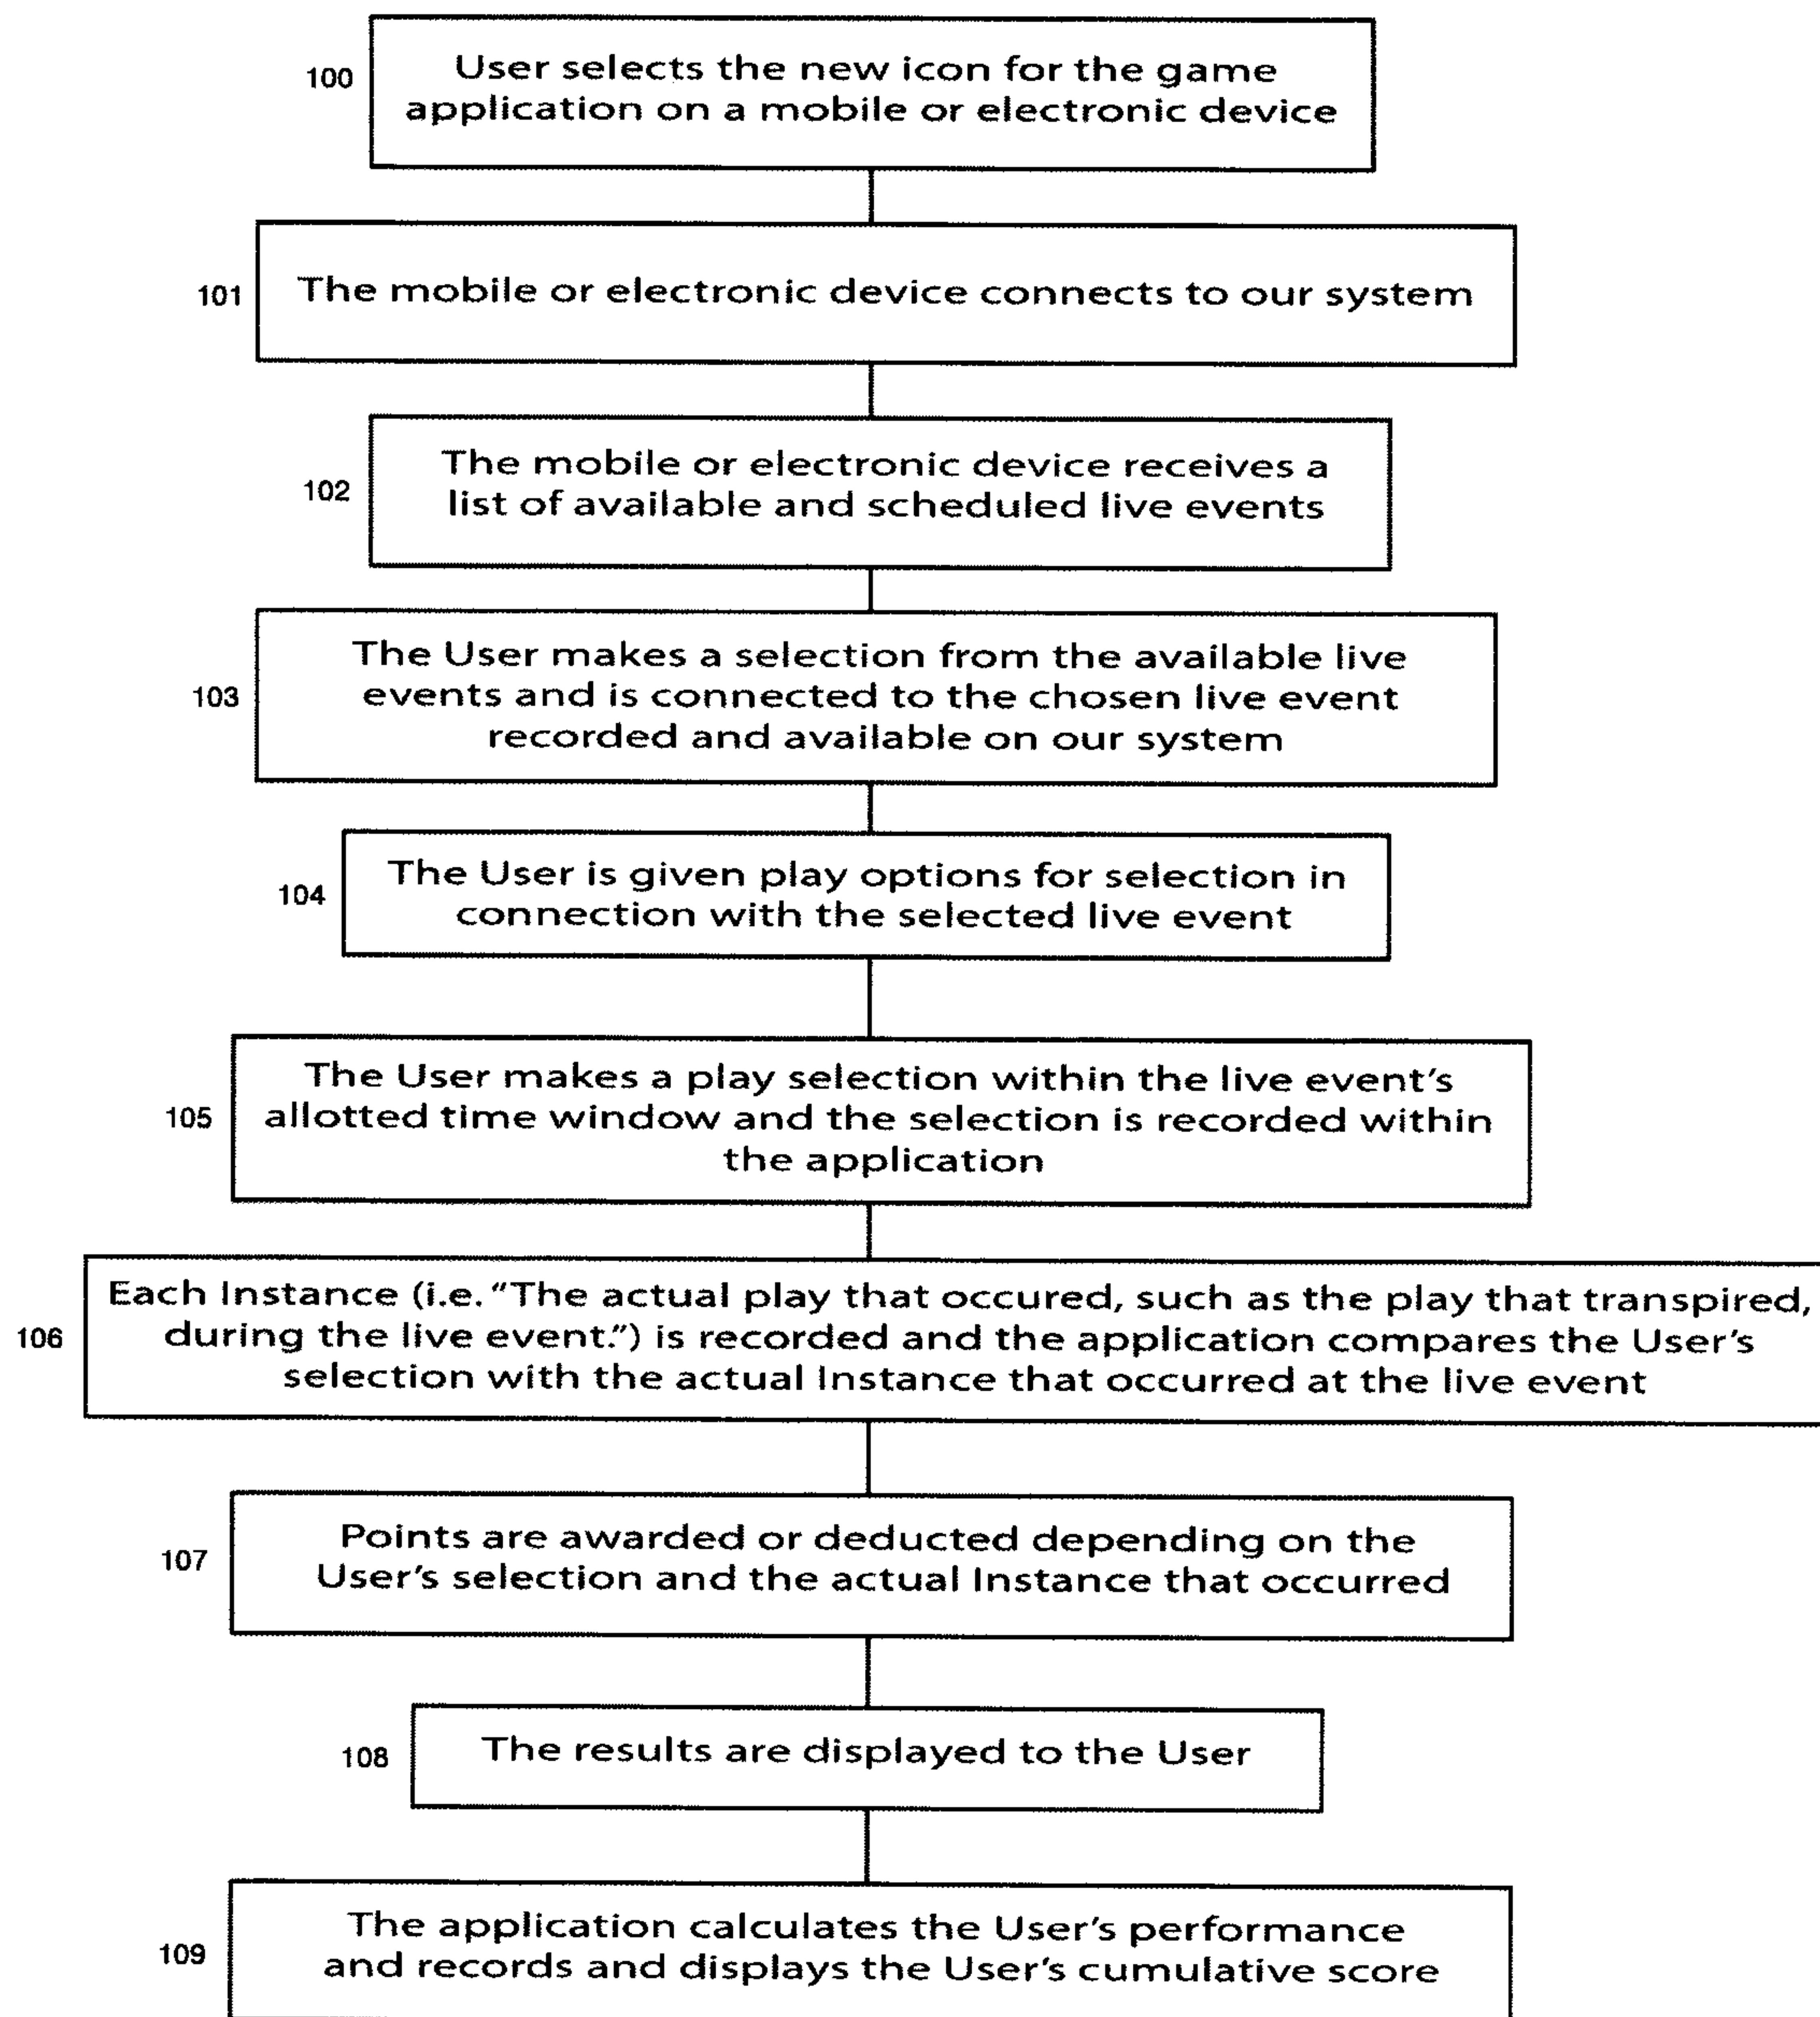 100
User selects the new icon for the game
application on a mobile or electronic device
101
The mobile or electronic device connects to our system
102
The mobile or electronic device receives a
list of available and scheduled live events
103
The User makes a selection from the available live
events and is connected to the chosen live event
recorded and available on our system
104
The User is given play options for selection in
connection with the selected live event
105
The User makes a play selection within the live event's
allotted time window and the selection is recorded within
the application
106
Each Instance (i.e. “The actual play that occured, such as the play that transpired,
during the live event.”) is recorded and the application compares the User's
selection with the actual Instance that occurred at the live event
107
Points are awarded or deducted depending on the
User's selection and the actual Instance that occurred
108
The results are displayed to the User
109
The application calculates the User's performance
and records and displays the User's cumulative score